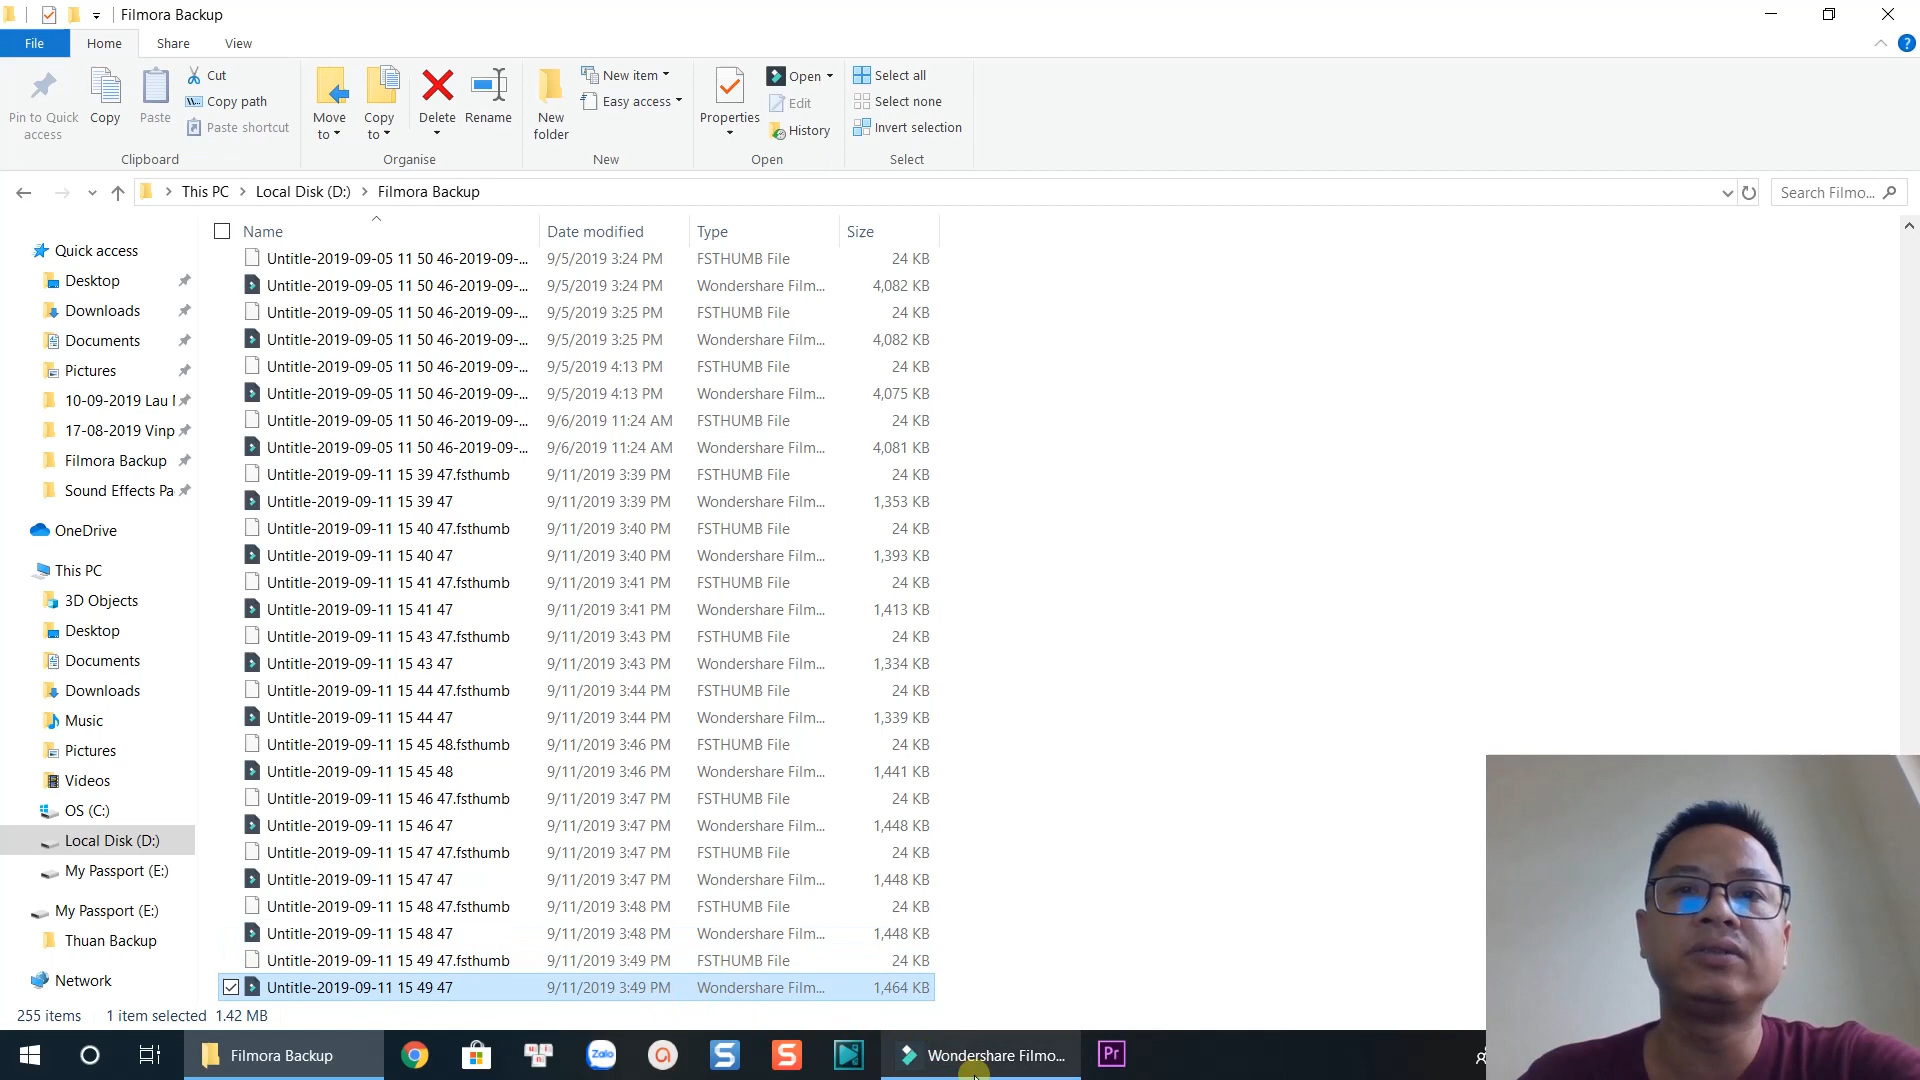 Filmora Backup
File Home Share View
Pin to Quick access
Copy
Paste
Cut
Copy path
Paste shortcut
Clipboard
Move to
Copy to
Delete
Rename
Organise
New folder
New item
Easy access
New
Properties
Open
Edit
History
Open
Select all
Select none
Invert selection
Select
This PC > Local Disk (D:) > Filmora Backup
Search Filmo...
Name Date modified Type Size
Untitle-2019-09-05 11 50 46-2019-09-... 9/5/2019 3:24 PM FSTHUMB File 24 KB
Untitle-2019-09-05 11 50 46-2019-09-... 9/5/2019 3:24 PM Wondershare Film... 4,082 KB
Untitle-2019-09-05 11 50 46-2019-09-... 9/5/2019 3:25 PM FSTHUMB File 24 KB
Untitle-2019-09-05 11 50 46-2019-09-... 9/5/2019 3:25 PM Wondershare Film... 4,082 KB
Untitle-2019-09-05 11 50 46-2019-09-... 9/5/2019 4:13 PM FSTHUMB File 24 KB
Untitle-2019-09-05 11 50 46-2019-09-... 9/5/2019 4:13 PM Wondershare Film... 4,075 KB
Untitle-2019-09-05 11 50 46-2019-09-... 9/6/2019 11:24 AM FSTHUMB File 24 KB
Untitle-2019-09-05 11 50 46-2019-09-... 9/6/2019 11:24 AM Wondershare Film... 4,081 KB
Untitle-2019-09-11 15 39 47.fsthumb 9/11/2019 3:39 PM FSTHUMB File 24 KB
Untitle-2019-09-11 15 39 47 9/11/2019 3:39 PM Wondershare Film... 1,353 KB
Untitle-2019-09-11 15 40 47.fsthumb 9/11/2019 3:40 PM FSTHUMB File 24 KB
Untitle-2019-09-11 15 40 47 9/11/2019 3:40 PM Wondershare Film... 1,393 KB
Untitle-2019-09-11 15 41 47.fsthumb 9/11/2019 3:41 PM FSTHUMB File 24 KB
Untitle-2019-09-11 15 41 47 9/11/2019 3:41 PM Wondershare Film... 1,413 KB
Untitle-2019-09-11 15 43 47.fsthumb 9/11/2019 3:43 PM FSTHUMB File 24 KB
Untitle-2019-09-11 15 43 47 9/11/2019 3:43 PM Wondershare Film... 1,334 KB
Untitle-2019-09-11 15 44 47.fsthumb 9/11/2019 3:44 PM FSTHUMB File 24 KB
Untitle-2019-09-11 15 44 47 9/11/2019 3:44 PM Wondershare Film... 1,339 KB
Untitle-2019-09-11 15 45 48.fsthumb 9/11/2019 3:46 PM FSTHUMB File 24 KB
Untitle-2019-09-11 15 45 48 9/11/2019 3:46 PM Wondershare Film... 1,441 KB
Untitle-2019-09-11 15 46 47.fsthumb 9/11/2019 3:47 PM FSTHUMB File 24 KB
Untitle-2019-09-11 15 46 47 9/11/2019 3:47 PM Wondershare Film... 1,448 KB
Untitle-2019-09-11 15 47 47.fsthumb 9/11/2019 3:47 PM FSTHUMB File 24 KB
Untitle-2019-09-11 15 47 47 9/11/2019 3:47 PM Wondershare Film... 1,448 KB
Untitle-2019-09-11 15 48 47.fsthumb 9/11/2019 3:48 PM FSTHUMB File 24 KB
Untitle-2019-09-11 15 48 47 9/11/2019 3:48 PM Wondershare Film... 1,448 KB
Untitle-2019-09-11 15 49 47.fsthumb 9/11/2019 3:49 PM FSTHUMB File 24 KB
Untitle-2019-09-11 15 49 47 9/11/2019 3:49 PM Wondershare Film... 1,464 KB
Quick access
Desktop
Downloads
Documents
Pictures
10-09-2019 Lau
17-08-2019 Vinp
Filmora Backup
Sound Effects Pa
OneDrive
This PC
3D Objects
Desktop
Documents
Downloads
Music
Pictures
Videos
OS (C:)
Local Disk (D:)
My Passport (E:)
My Passport (E:)
Thuan Backup
Network
255 items 1 item selected 1.42 MB
Filmora Backup
Zalo
Wondershare Filmo...
Pr